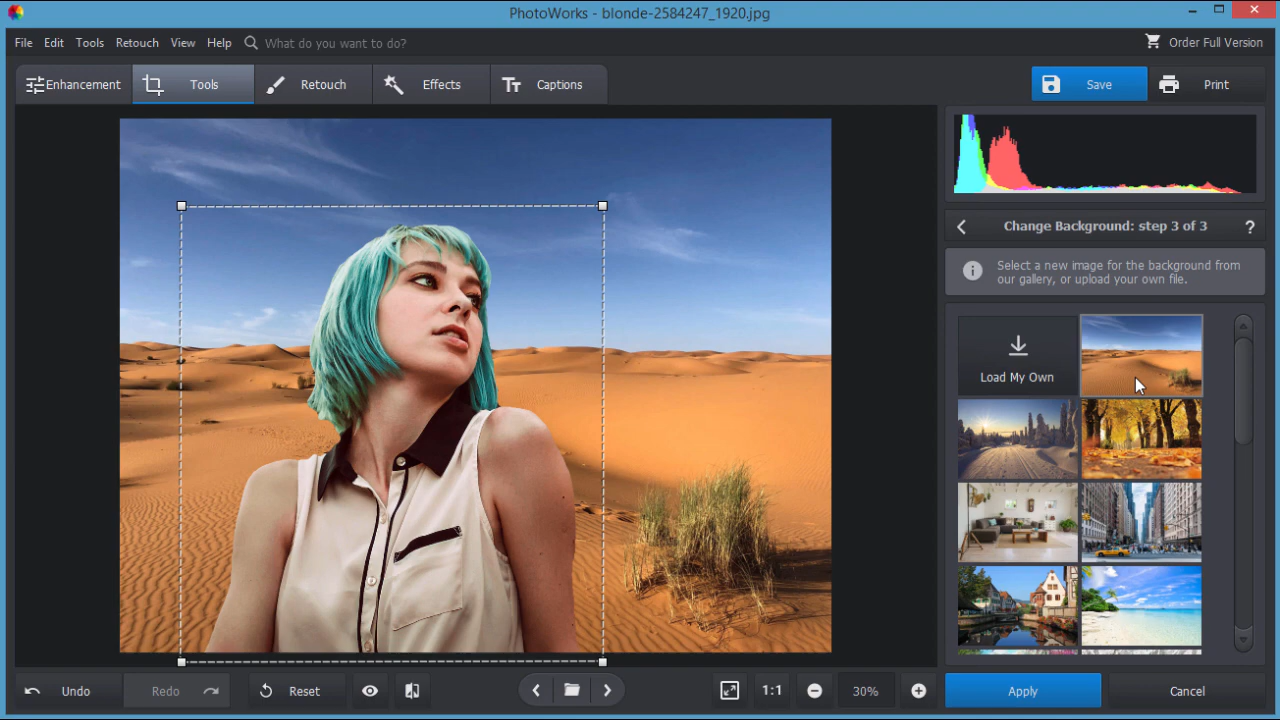 PhotoWorks - blonde-2584247_1920.jpg
File Edit Tools Retouch View Help What do you want to do? Order Full Version
Enhancement Tools Retouch Effects Tt Captions Save Print
Change Background: step 3 of 3 ?
Select a new image for the background from
our gallery, or upload your own file.
Load My Own
Undo Redo Reset 1:1 30% Apply Cancel